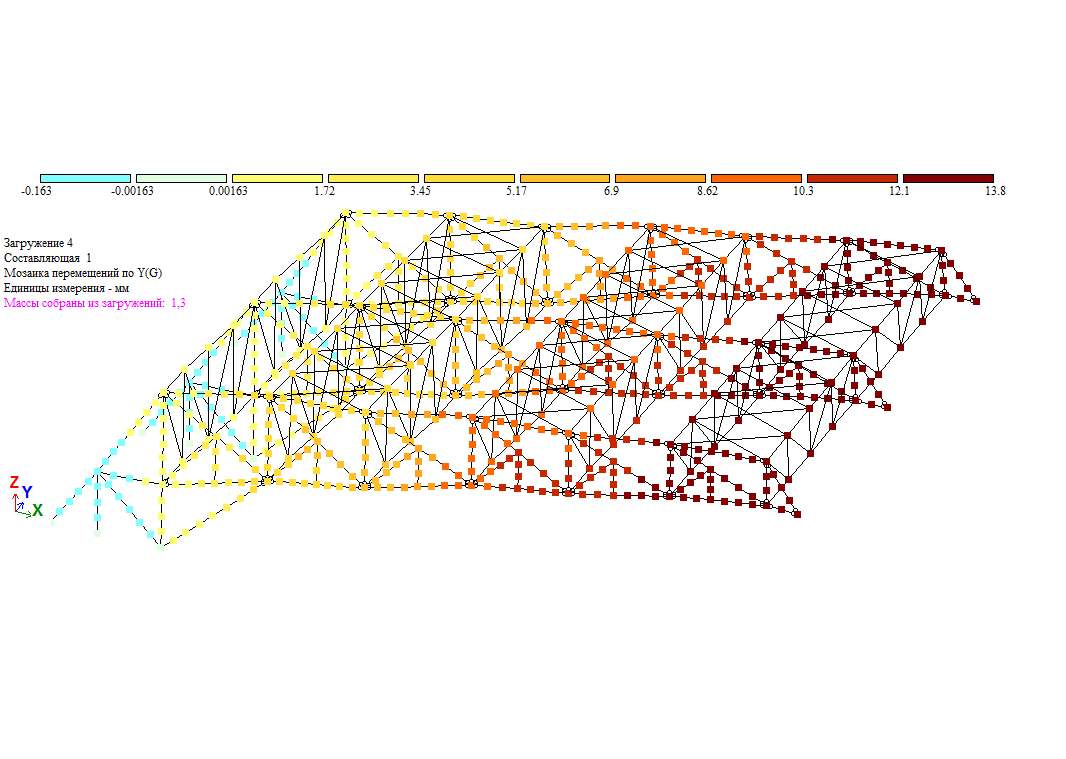 -0.163 -0.00163 0.00163 1.72 3.45 5.17 6.9 8.62 10.3 12.1 13.8
Загружение 4
Составляющая 1
Мозаика перемещений по Y(G)
Единицы измерения - мм
Массы собраны из загружений: 1,3
Z
Y
X